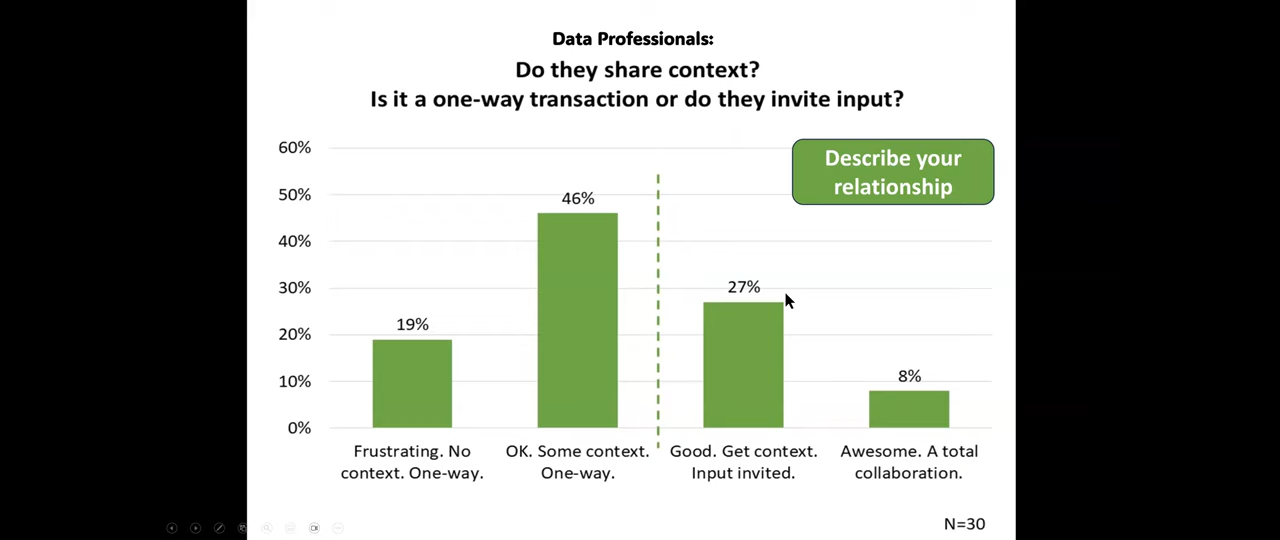 Data Professionals:
Do they share context?
Is it a one-way transaction or do they invite input?
Describe your
relationship
60%
50%
40%
30%
20%
10%
0%
19%
46%
27%
8%
Frustrating. No
context. One-way.
OK. Some context.
One-way.
Good. Get context.
Input invited.
Awesome. A total
collaboration.
N=30